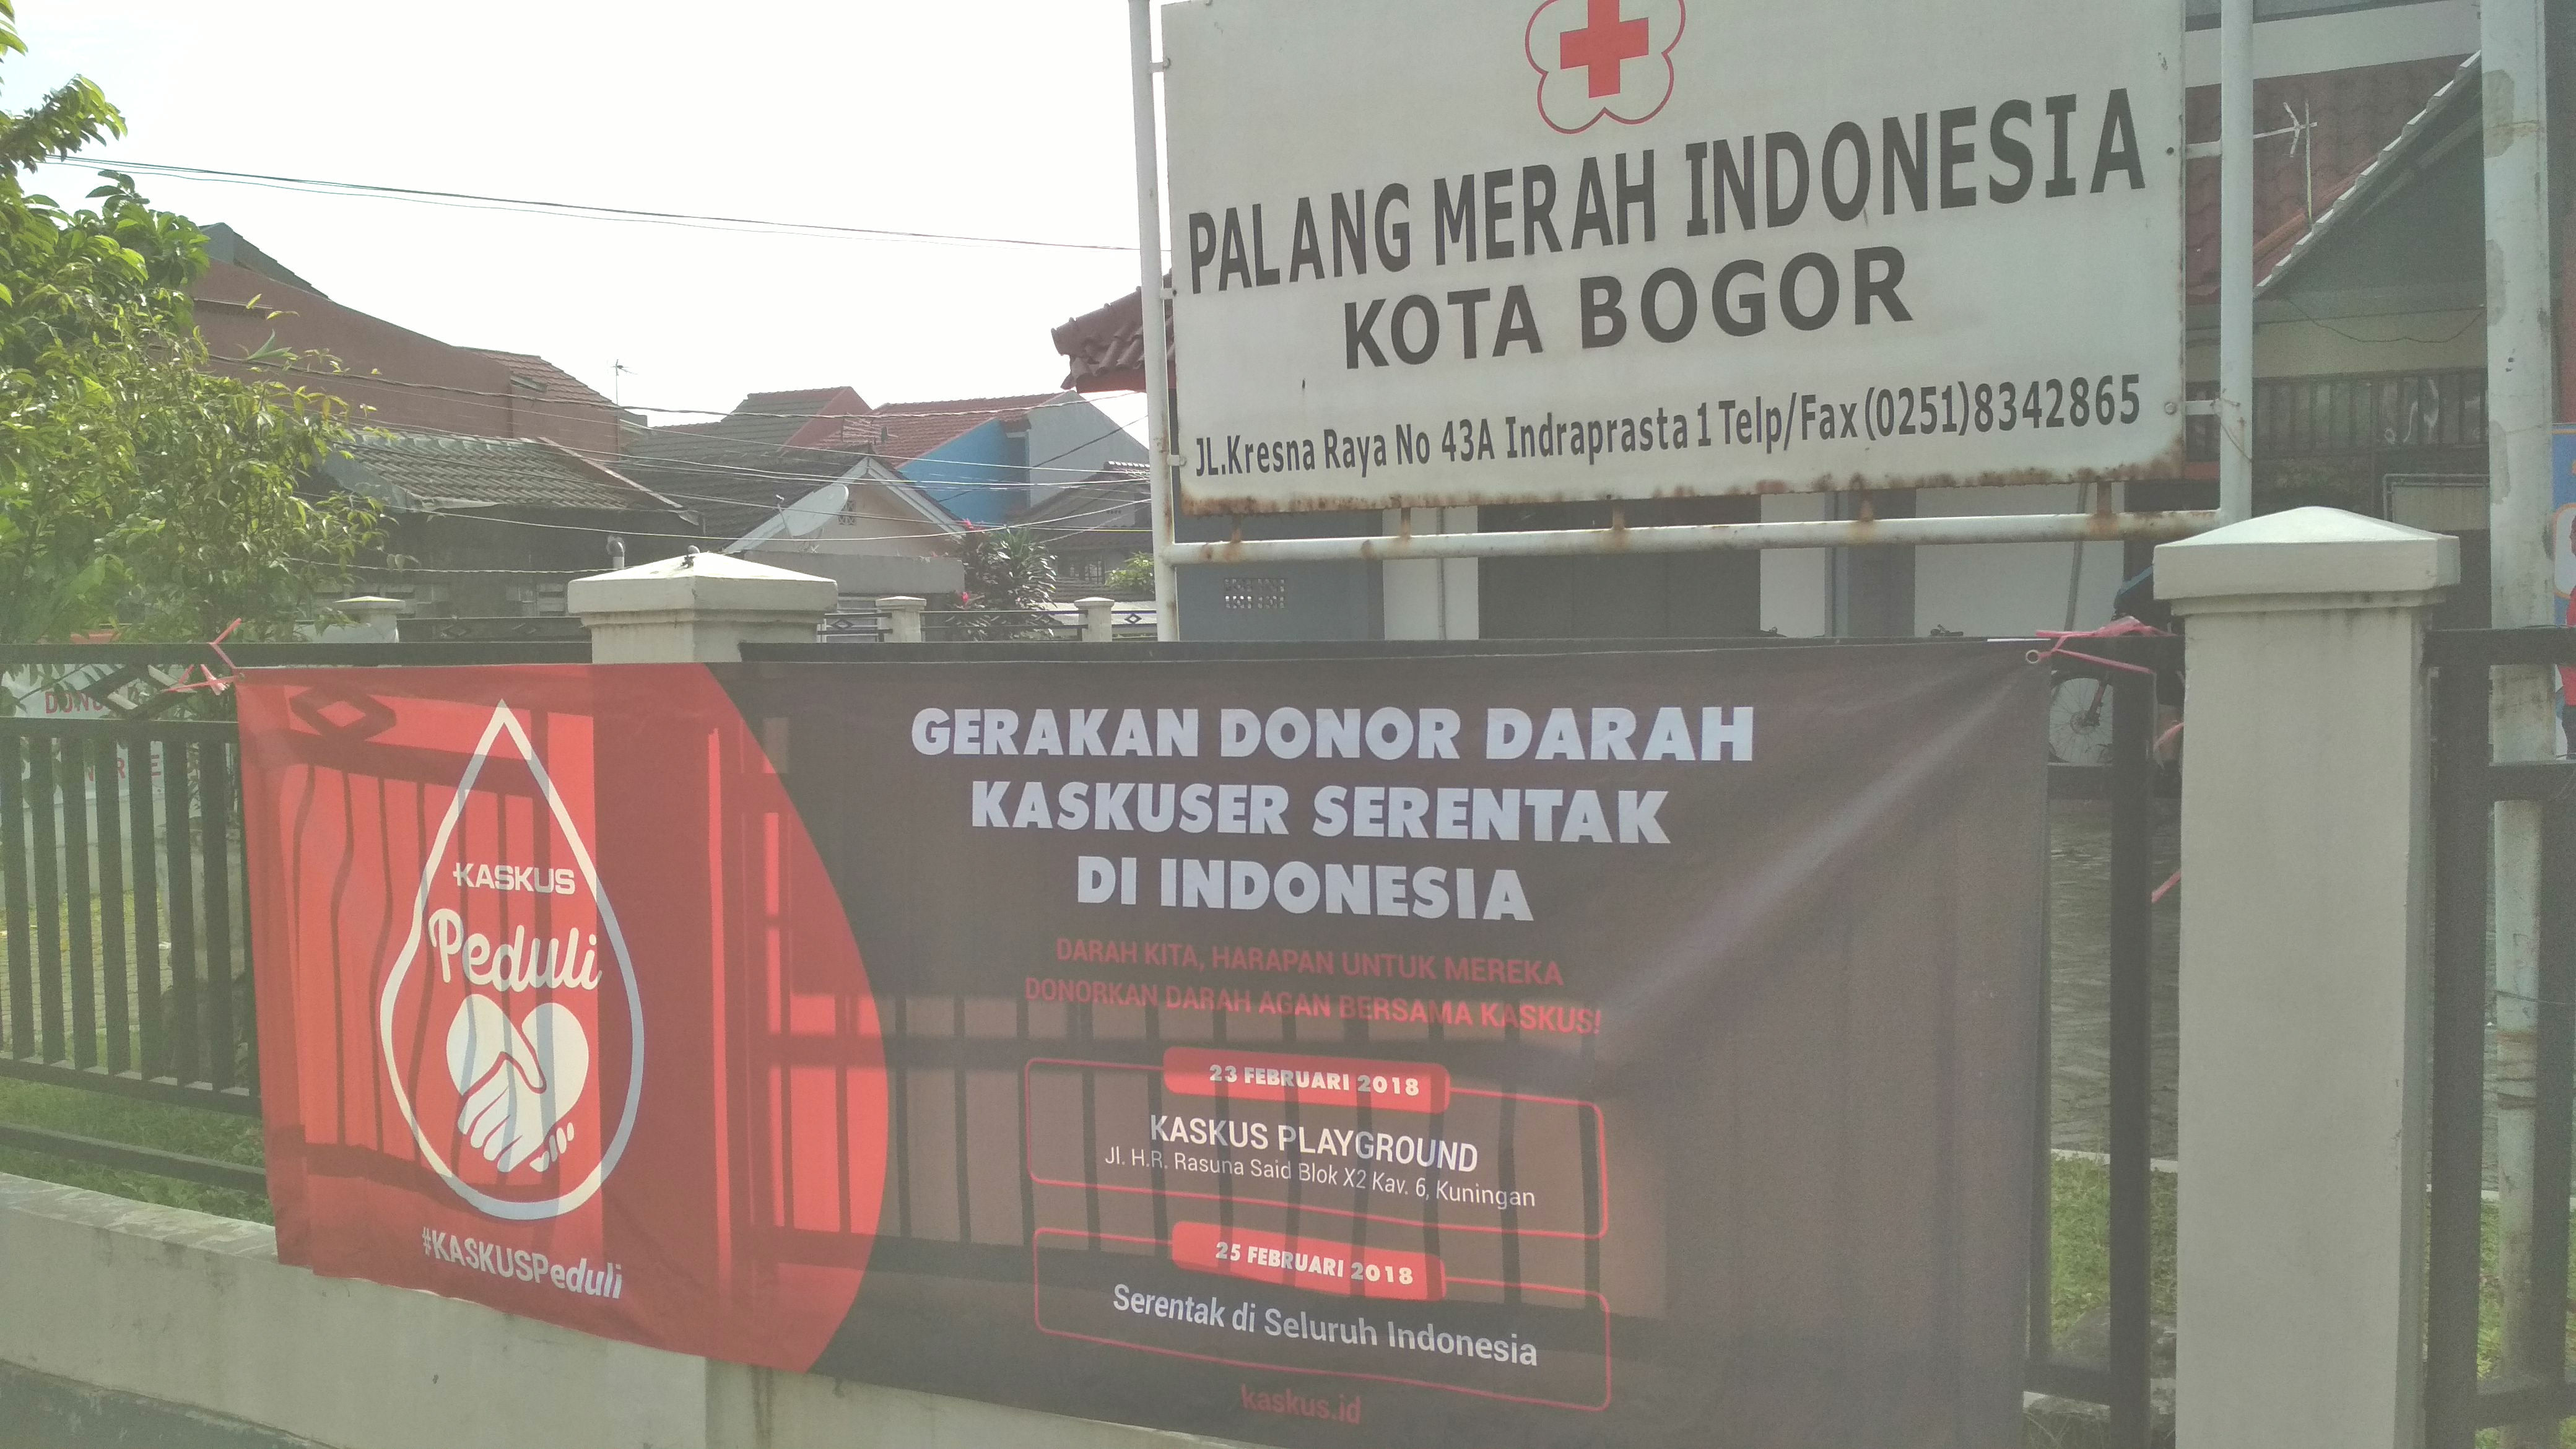 PALANG MERAH INDONESIA
KOTA BOGOR
JL.Kresna Raya No 43A Indraprasta 1 Telp/Fax (0251)8342865
KASKUS
Peduli
#KASKUSPeduli
GERAKAN DONOR DARAH
KASKUSER SERENTAK
DI INDONESIA
DARAH KITA, HARAPAN UNTUK MEREKA
DONORKAN DARAH AGAN BERSAMA KASKUS!
23 FEBRUARI 2018
KASKUS PLAYGROUND
Jl. H.R. Rasuna Said Blok X2 Kav. 6, Kuningan
25 FEBRUARI 2018
Serentak di Seluruh Indonesia
kaskus.id